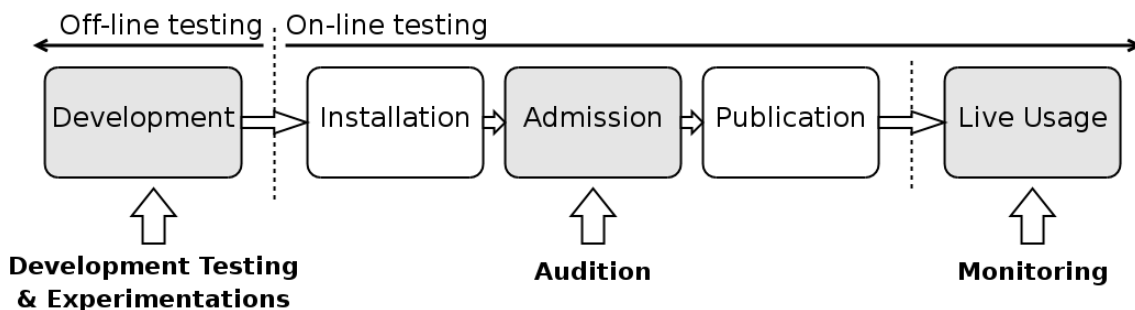 Off-line testing
On-line testing
Development
Installation
Admission
Publication
Live Usage
Development Testing
& Experimentations
Audition
Monitoring